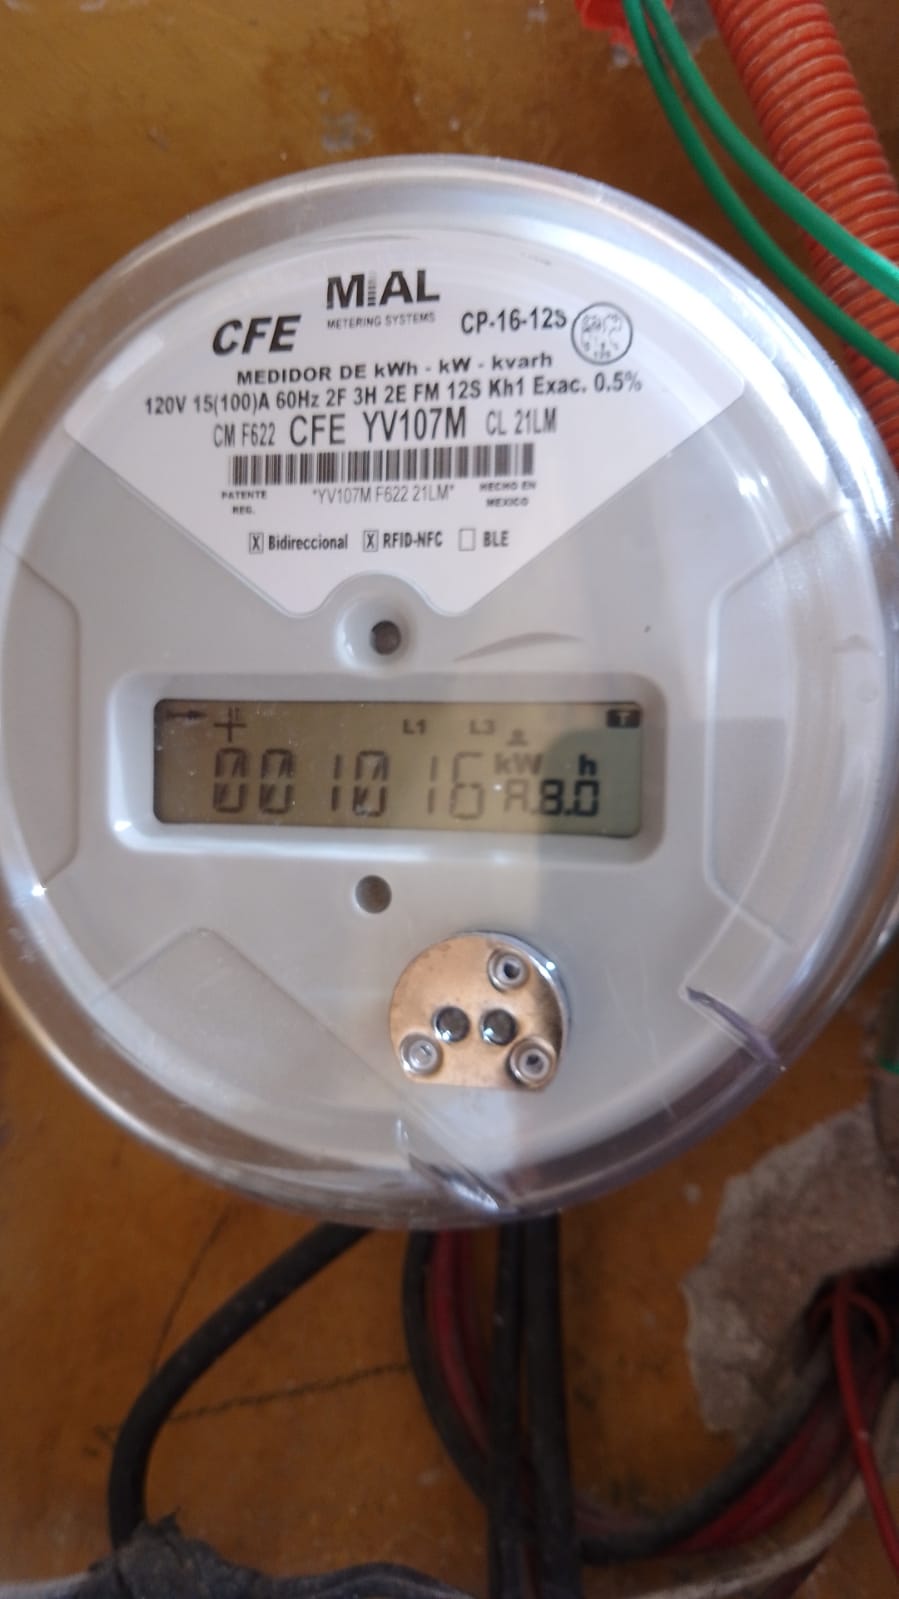 MIAL
METERING SYSTEMS
CFE
CP-16-12S
MEDIDOR DE kWh - kW - kvarh
120V 15(100)A 60Hz 2F 3H 2E FM 12S Kh1 Exac. 0.5%
CM F622 CFE YV107M CL 21LM
PATENTE REG.
*YV107M F622 21LM*
HECHO EN MEXICO
X Bidireccional X RFID-NFC BLE
L1 L3 T
kW h
001016 A.8.0